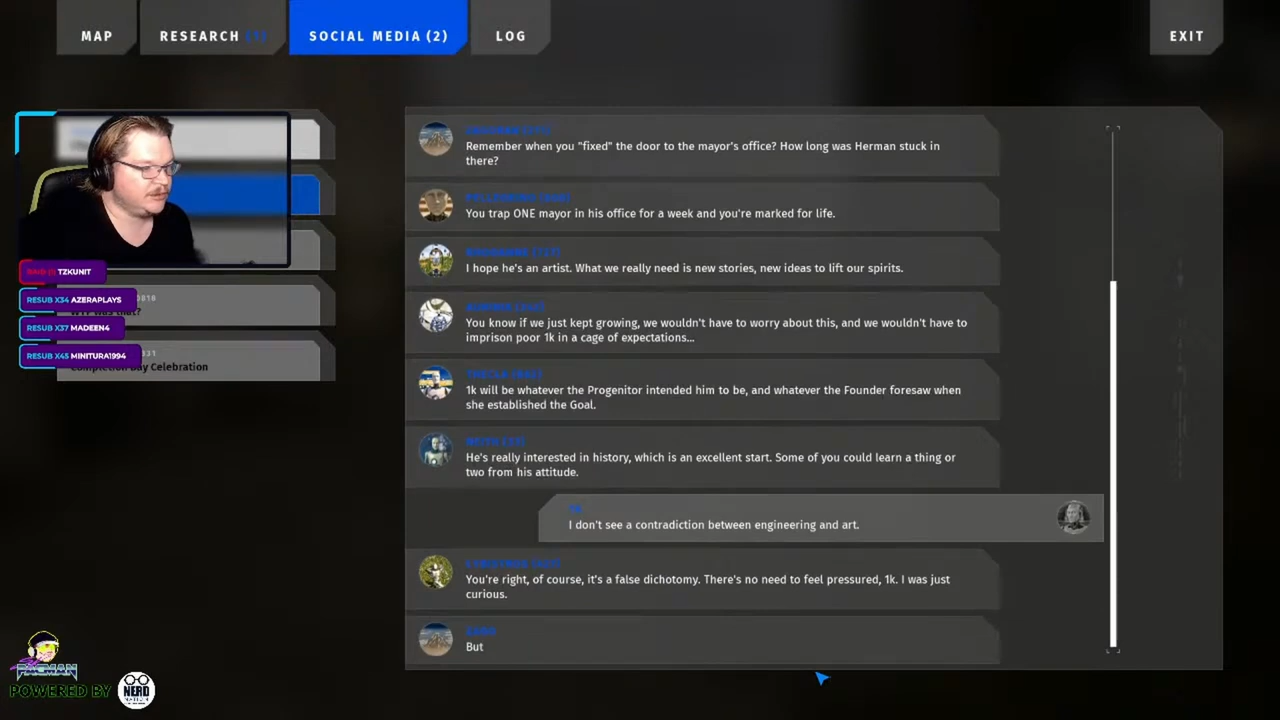 MAP
RESEARCH (1)
SOCIAL MEDIA (2)
LOG
EXIT
Remember when you "fixed" the door to the mayor's office? How long was Herman stuck in
there?
You trap ONE mayor in his office for a week and you're marked for life.
I hope he's an artist. What we really need is new stories, new ideas to lift our spirits.
You know if we just kept growing, we wouldn't have to worry about this, and we wouldn't have to
imprison poor 1k in a cage of expectations...
1k will be whatever the Progenitor intended him to be, and whatever the Founder foresaw when
she established the Goal.
He's really interested in history, which is an excellent start. Some of you could learn a thing or
two from his attitude.
1k
I don't see a contradiction between engineering and art.
You're right, of course, it's a false dichotomy. There's no need to feel pressured, 1k. I was just
curious.
But
TZKUNIT
RESUB X34 AZERAPLAYS
RESUB X37 MADEEN4
RESUB X45 MINITURA1994
Day Celebration
PACMAN
POWERED BY
NERD
NATION